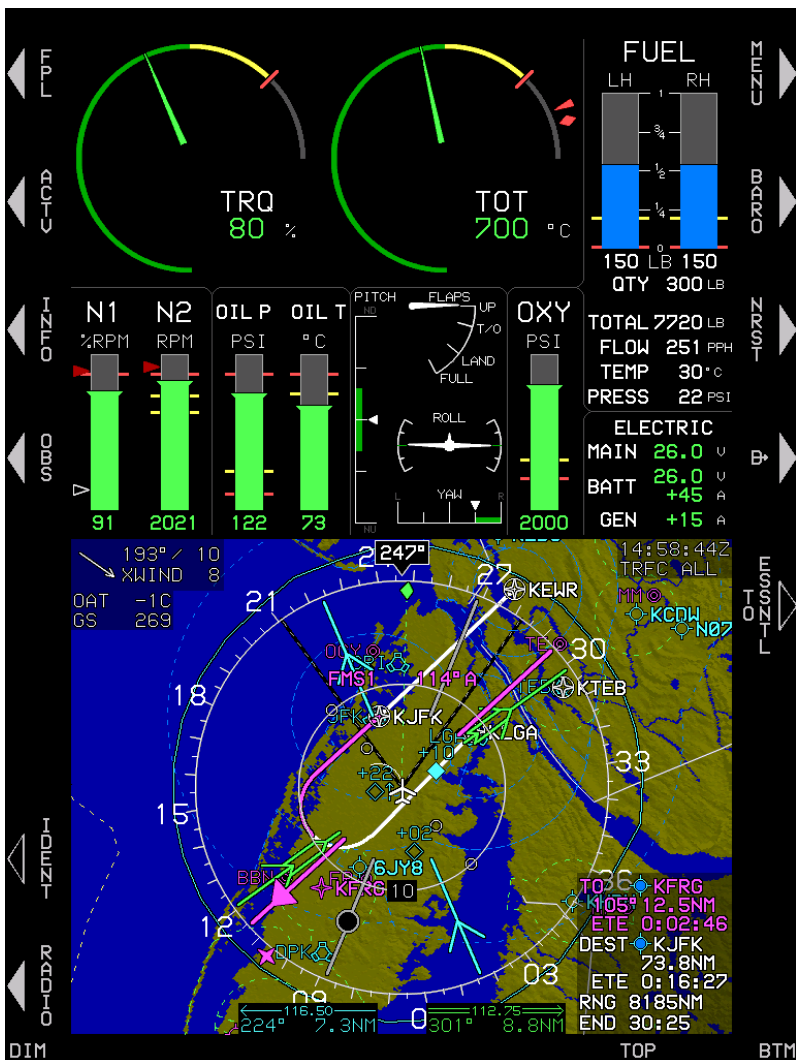 FPL
ACTV
INFO
OBS
IDENT
RADIO
MENU
BARO
NRST
ESSNTL
TO
TRQ
80 %
TOT
700 °C
FUEL
LH RH
1
3/4
1/2
1/4
0
150 LB 150
QTY 300 LB
TOTAL 7720 LB
FLOW 251 PPH
TEMP 30°C
PRESS 22 PSI
ELECTRIC
MAIN 26.0 V
BATT 26.0 V
+45 A
GEN +15 A
N1 N2
%RPM RPM
91 2021
OIL P OIL T
PSI °C
122 73
PITCH
ND
NU
FLAPS
UP
T/O
LAND
FULL
ROLL
YAW
L R
OXY
PSI
2000
193°/ 10
XWIND 8
OAT -1C
GS 269
247°
14:58:44Z
TRFC ALL
21
27
30
18
33
15
12
03
09
KEWR
MM
KCDW
N07
TE
KTEB
FMS1 114°A
KJFK
KLGA
+10
+22
+02
6JY8
KFRG
10
DPK
TO KFRG
105° 12.5NM
ETE 0:02:46
DEST KJFK
73.8NM
ETE 0:16:27
RNG 8185NM
END 30:25
116.50
224° 7.3NM
112.75
301° 8.8NM
DIM TOP BTM